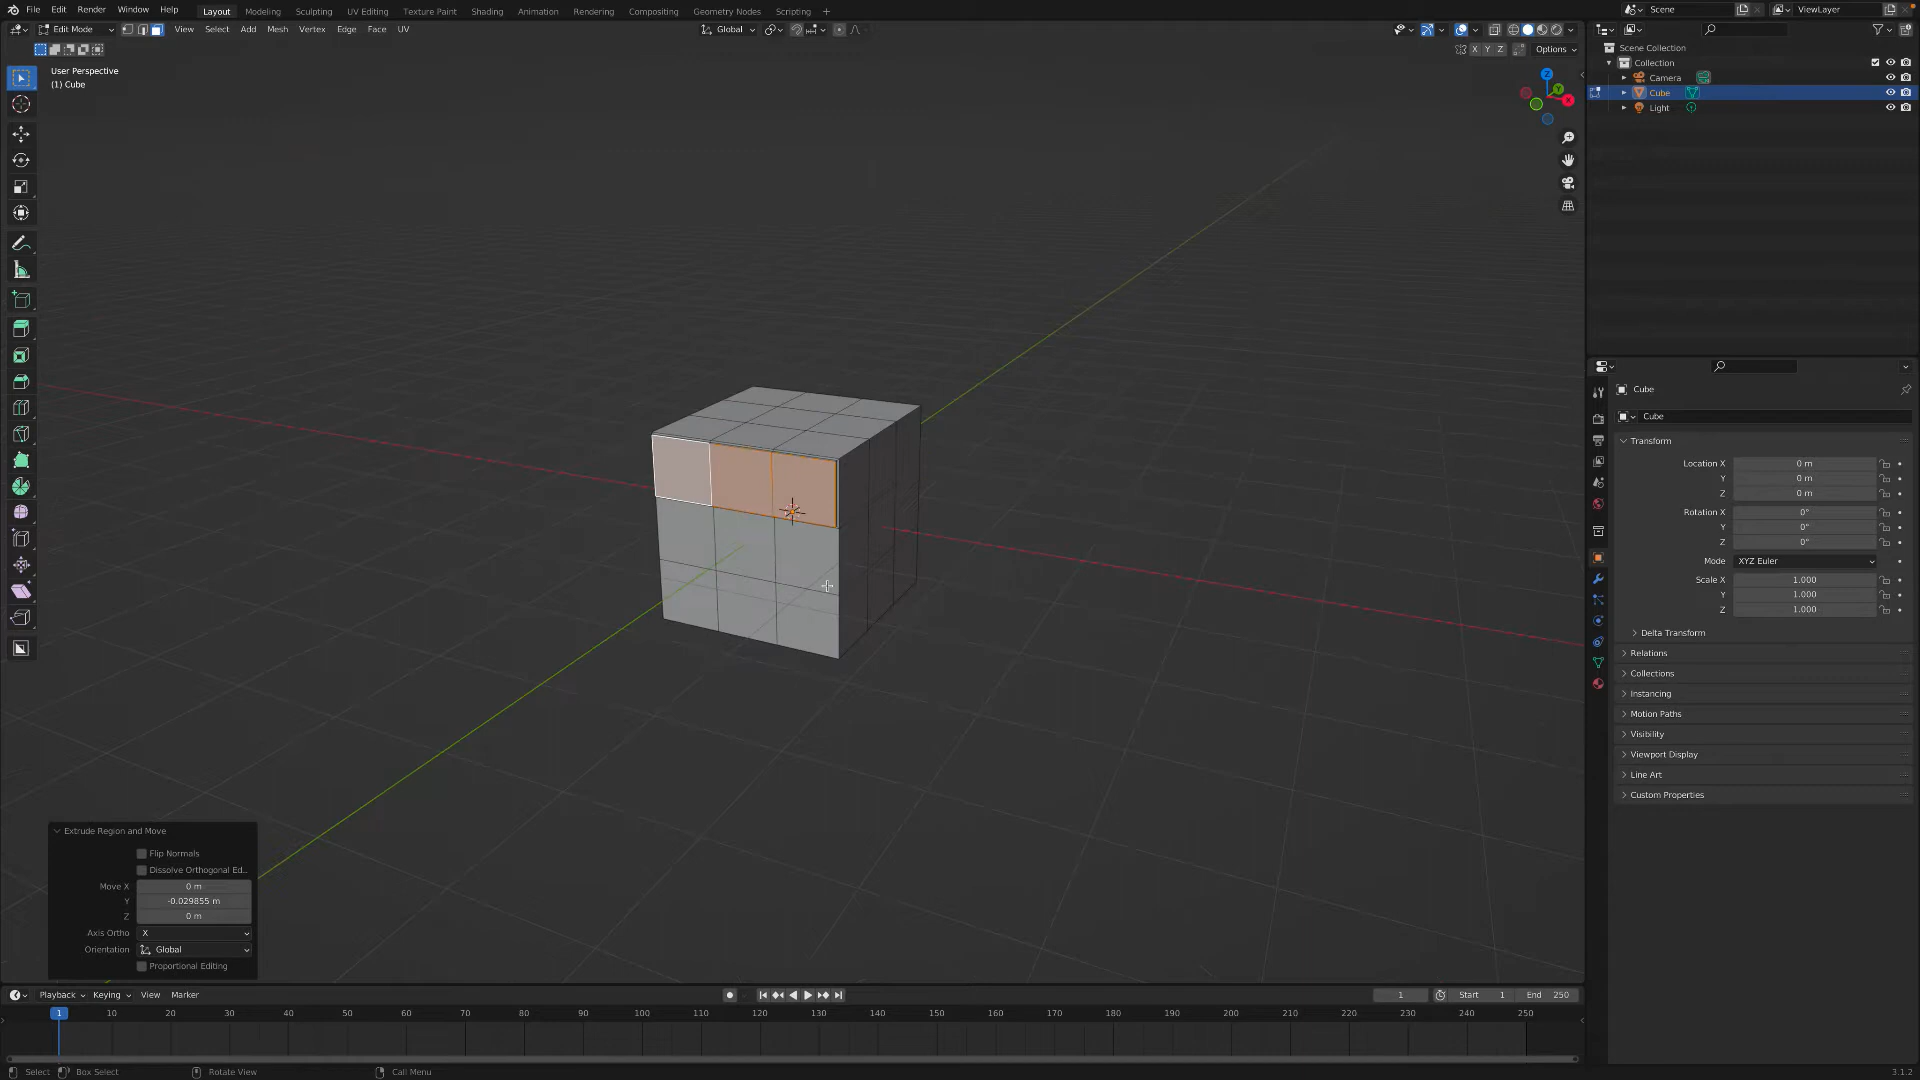 File Edit Render Window Help Layout Modeling Sculpting UV Editing Texture Paint Shading Animation Rendering Compositing Geometry Nodes Scripting + Scene ViewLayer
Edit Mode View Select Add Mesh Vertex Edge Face UV Global
X Y Z Options
User Perspective
(1) Cube
Z
Y
X
Scene Collection
Collection
Camera
Cube
Light
Cube
Cube
Transform
Location X 0 m
Y 0 m
Z 0 m
Rotation X 0°
Y 0°
Z 0°
Mode XYZ Euler
Scale X 1.000
Y 1.000
Z 1.000
Delta Transform
Relations
Collections
Instancing
Motion Paths
Visibility
Viewport Display
Line Art
Custom Properties
Extrude Region and Move
Flip Normals
Dissolve Orthogonal Ed...
Move X 0 m
Y -0.029855 m
Z 0 m
Axis Ortho X
Orientation Global
Proportional Editing
Playback Keying View Marker 1 Start 1 End 250
1 10 20 30 40 50 60 70 80 90 100 110 120 130 140 150 160 170 180 190 200 210 220 230 240 250
Select Box Select Rotate View Call Menu 3.1.2